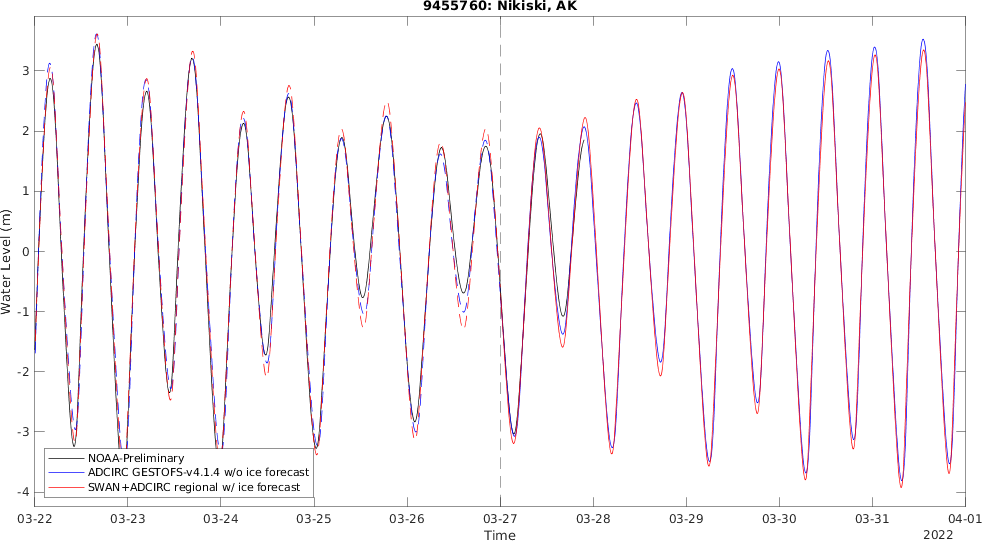 9455760: Nikiski, AK
Water Level (m)
3
2
1
0
-1
-2
-3
-4
NOAA-Preliminary
ADCIRC GESTOFS-v4.1.4 w/o ice forecast
SWAN+ADCIRC regional w/ ice forecast
03-22 03-23 03-24 03-25 03-26 03-27 03-28 03-29 03-30 03-31 04-01
Time
2022